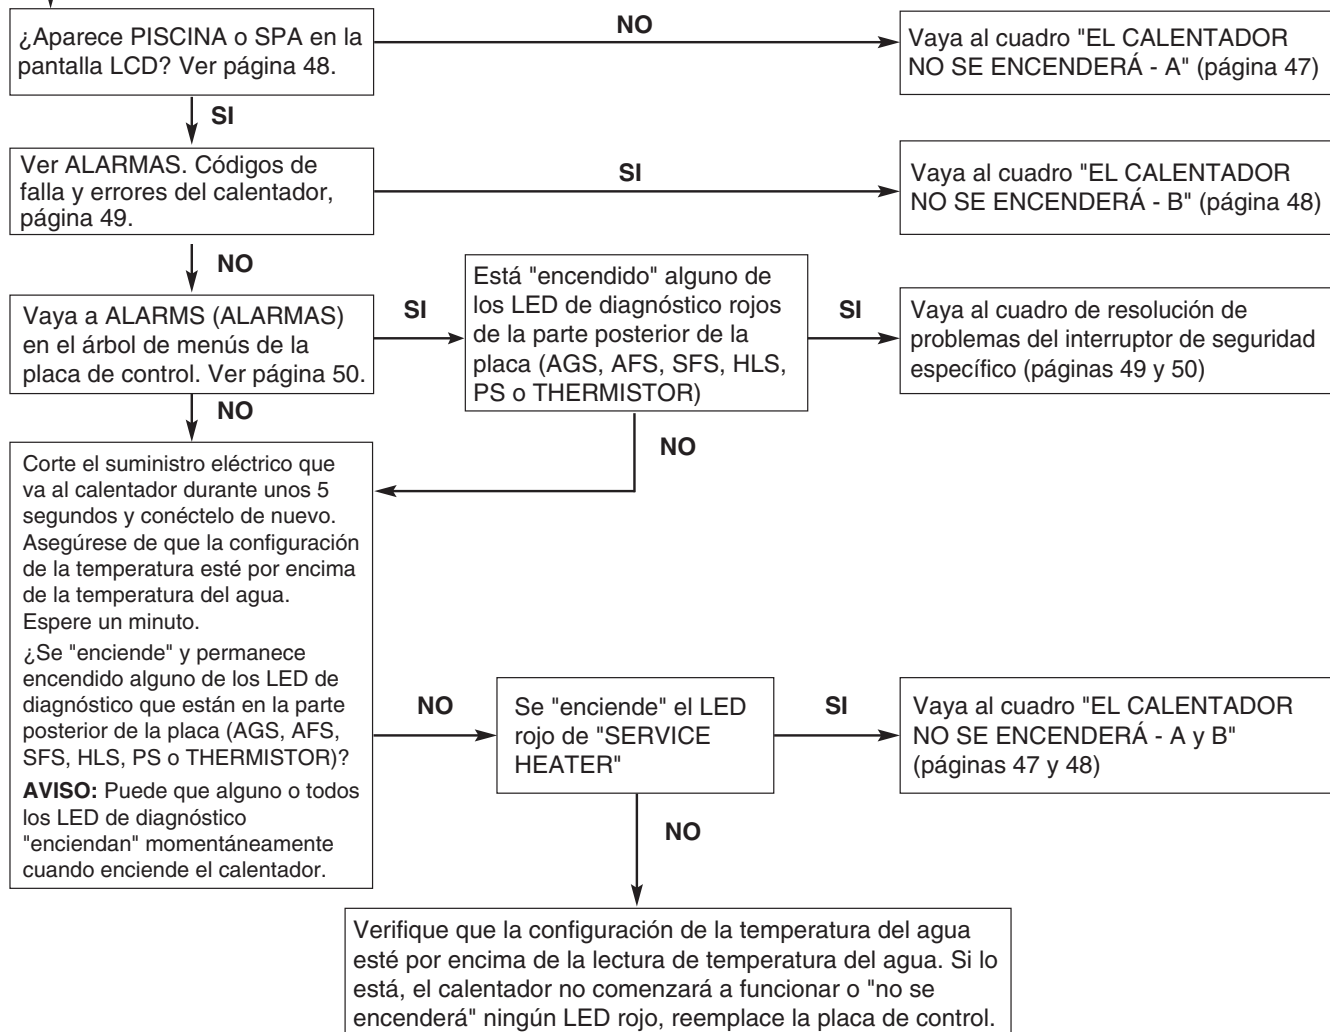 ¿Aparece PISCINA o SPA en la
pantalla LCD? Ver página 48.
NO
Vaya al cuadro "EL CALENTADOR
NO SE ENCENDERÁ - A" (página 47)
SI
Ver ALARMAS. Códigos de
falla y errores del calentador,
página 49.
SI
Vaya al cuadro "EL CALENTADOR
NO SE ENCENDERÁ - B" (página 48)
NO
Vaya a ALARMS (ALARMAS)
en el árbol de menús de la
placa de control. Ver página 50.
SI
Está "encendido" alguno de
los LED de diagnóstico rojos
de la parte posterior de la
placa (AGS, AFS, SFS, HLS,
PS o THERMISTOR)
SI
Vaya al cuadro de resolución de
problemas del interruptor de seguridad
específico (páginas 49 y 50)
NO
NO
Corte el suministro eléctrico que
va al calentador durante unos 5
segundos y conéctelo de nuevo.
Asegúrese de que la configuración
de la temperatura esté por encima
de la temperatura del agua.
Espere un minuto.
¿Se "enciende" y permanece
encendido alguno de los LED de
diagnóstico que están en la parte
posterior de la placa (AGS, AFS,
SFS, HLS, PS o THERMISTOR)?
AVISO: Puede que alguno o todos
los LED de diagnóstico
"enciendan" momentáneamente
cuando enciende el calentador.
NO
Se "enciende" el LED
rojo de "SERVICE
HEATER"
SI
Vaya al cuadro "EL CALENTADOR
NO SE ENCENDERÁ - A y B"
(páginas 47 y 48)
NO
Verifique que la configuración de la temperatura del agua
esté por encima de la lectura de temperatura del agua. Si lo
está, el calentador no comenzará a funcionar o "no se
encenderá" ningún LED rojo, reemplace la placa de control.